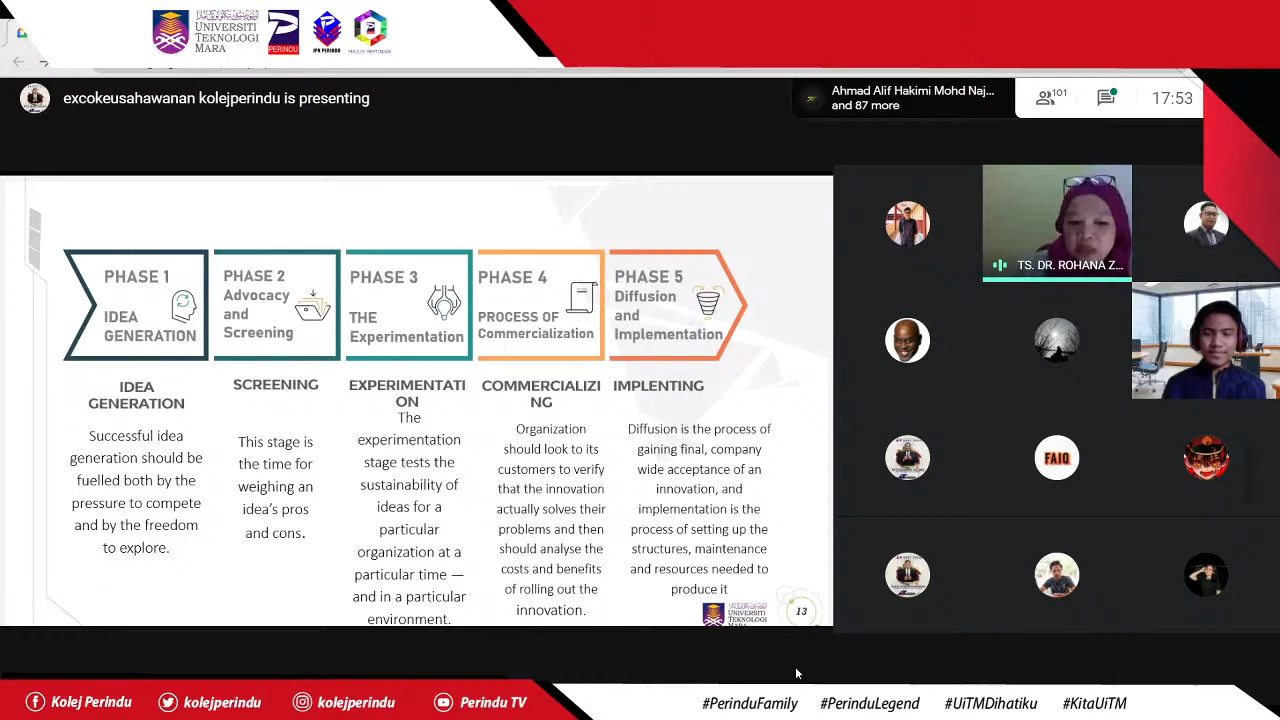 UNIVERSITI
TEKNOLOGI
MARA
PERINDU
JPK PERINDU
MAJLIS BERTINDAK
excokeusahawanan kolejperindu is presenting
Ahmad Alif Hakimi Mohd Naj...
and 87 more
101
17:53
PHASE 1
IDEA
GENERATION
PHASE 2
Advocacy
and
Screening
PHASE 3
THE
Experimentation
PHASE 4
PROCESS OF
Commercialization
PHASE 5
Diffusion
and
Implementation
IDEA
GENERATION
Successful idea
generation should be
fuelled both by the
pressure to compete
and by the freedom
to explore.
SCREENING
This stage is
the time for
weighing an
idea's pros
and cons.
EXPERIMENTATI
ON
The
experimentation
stage tests the
sustainability of
ideas for a
particular
organization at a
particular time —
and in a particular
environment.
COMMERCIALIZI
NG
Organization
should look to its
customers to verify
that the innovation
actually solves their
problems and then
should analyse the
costs and benefits
of rolling out the
innovation.
IMPLENTING
Diffusion is the process of
gaining final, company
wide acceptance of an
innovation, and
implementation is the
process of setting up the
structures, maintenance
and resources needed to
produce it
UNIVERSITI
TEKNOLOGI
MARA
13
TS. DR. ROHANA Z...
FAIQ
Kolej Perindu
kolejperindu
kolejperindu
Perindu TV
#PerinduFamily
#PerinduLegend
#UiTMDihatiku
#KitaUiTM